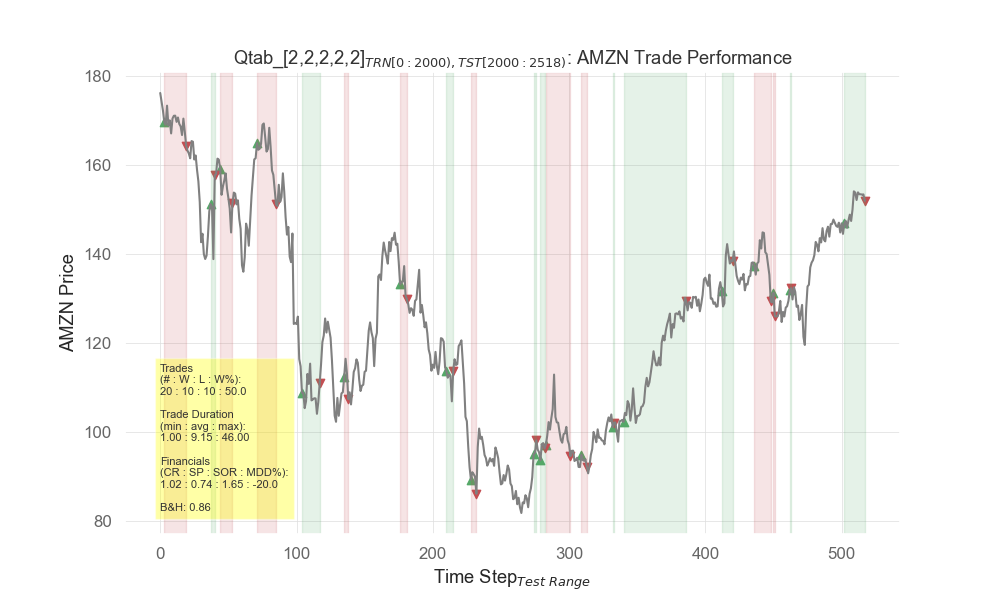 Qtab_[2,2,2,2,2]TRN[0 : 2000), TST[2000 : 2518) : AMZN Trade Performance
180
160
140
120
100
80
AMZN Price
Trades
(# : W : L : W%):
20 : 10 : 10 : 50.0
Trade Duration
(min : avg : max):
1.00 : 9.15 : 46.00
Financials
(CR : SP : SOR : MDD%):
1.02 : 0.74 : 1.65 : -20.0
B&H: 0.86
0 100 200 300 400 500
Time StepTest Range